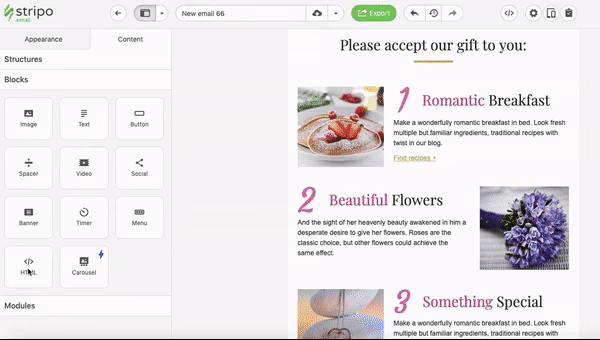 stripo
.email
New email 66
Export
Appearance
Content
Structures
Blocks
Image
Text
Button
Spacer
Video
Social
Banner
Timer
Menu
HTML
Carousel
Modules
Please accept our gift to you:
1 Romantic Breakfast
Make a wonderfully romantic breakfast in bed. Look fresh
multiple but familiar ingredients, traditional recipes with
twist in our blog.
Find recipes +
2 Beautiful Flowers
And the sight of her heavenly beauty awakened in him a
desperate desire to give her flowers. Roses are the
classic choice, but other flowers could achieve the
same effect.
3 Something Special
Make a wonderfully romantic breakfast in bed. Look fresh
multiple but familiar ingredients, traditional recipes with